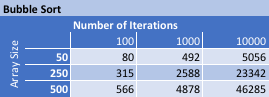 Bubble Sort
Number of Iterations
100 1000 10000
Array Size
50 80 492 5056
250 315 2588 23342
500 566 4878 46285